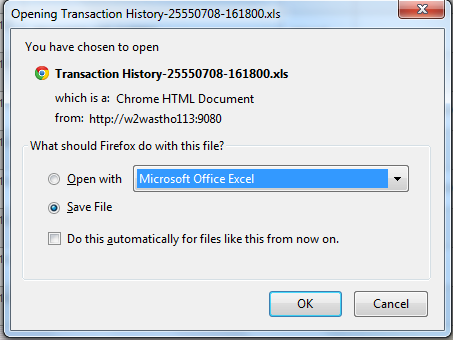 Opening Transaction History-25550708-161800.xls
You have chosen to open
Transaction History-25550708-161800.xls
which is a: Chrome HTML Document
from: http://w2wastho113:9080
What should Firefox do with this file?
Open with Microsoft Office Excel
Save File
Do this automatically for files like this from now on.
OK Cancel